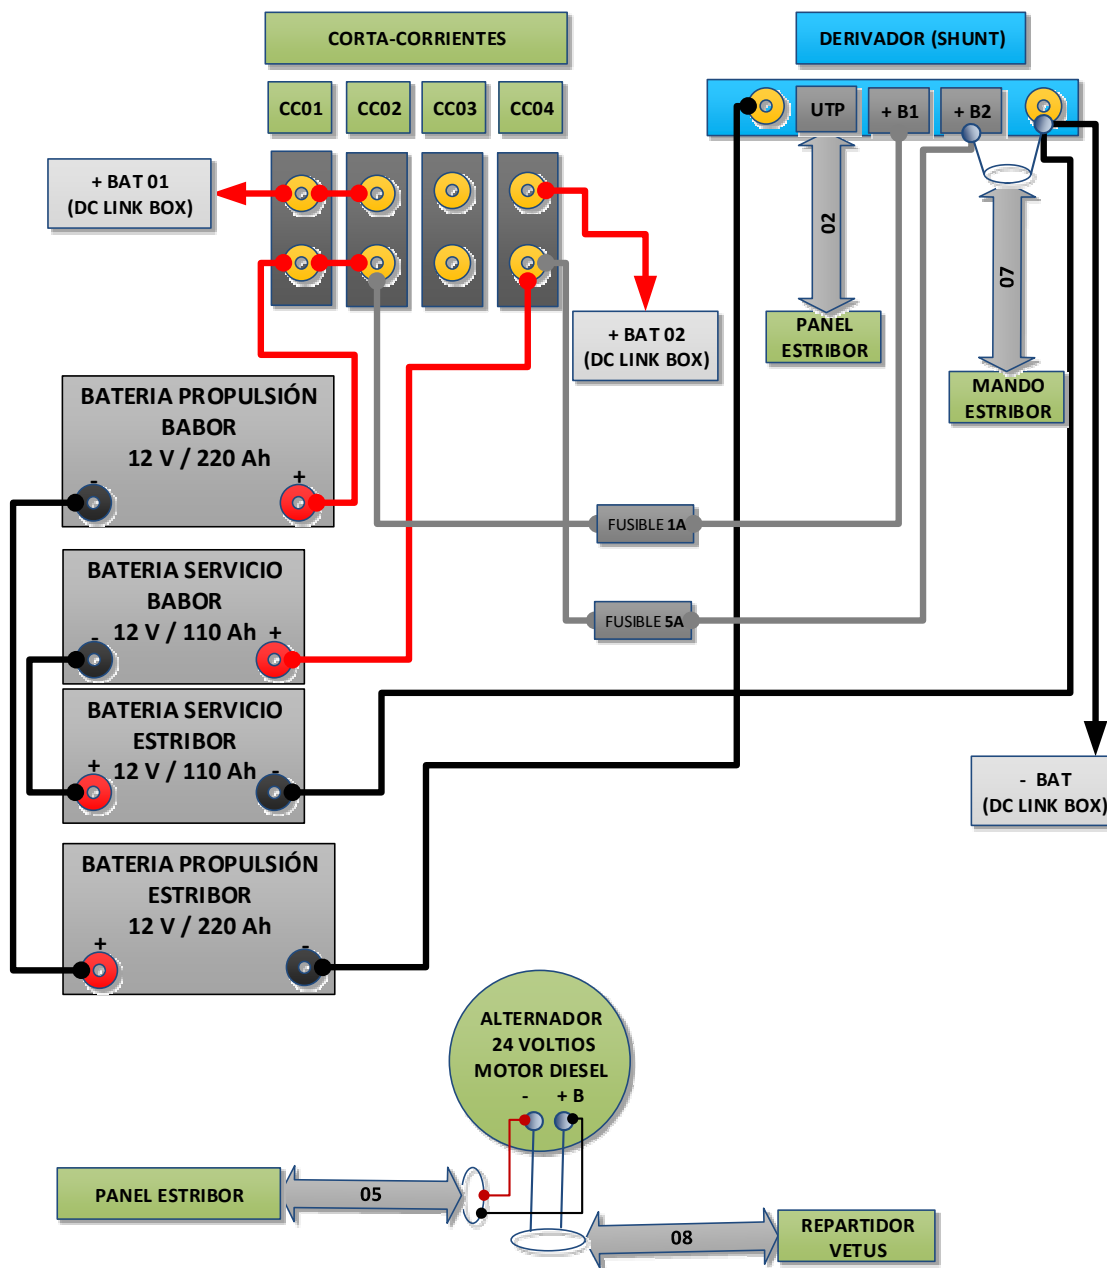 CORTA-CORRIENTES
DERIVADOR (SHUNT)
CC01
CC02
CC03
CC04
UTP
+ B1
+ B2
+ BAT 01
(DC LINK BOX)
02
07
+ BAT 02
(DC LINK BOX)
PANEL
ESTRIBOR
MANDO
ESTRIBOR
BATERIA PROPULSIÓN
BABOR
12 V / 220 Ah
-
+
FUSIBLE 1A
BATERIA SERVICIO
BABOR
12 V / 110 Ah
-
+
FUSIBLE 5A
BATERIA SERVICIO
ESTRIBOR
12 V / 110 Ah
+
-
- BAT
(DC LINK BOX)
BATERIA PROPULSIÓN
ESTRIBOR
12 V / 220 Ah
+
-
ALTERNADOR
24 VOLTIOS
MOTOR DIESEL
- + B
PANEL ESTRIBOR
05
08
REPARTIDOR
VETUS